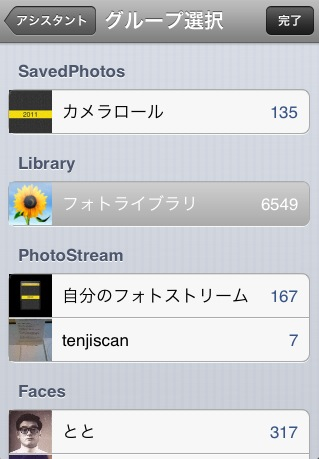 アシスタント グループ選択 完了
SavedPhotos
2011 カメラロール 135
Library
フォトライブラリ 6549
PhotoStream
自分のフォトストリーム 167
tenjiscan 7
Faces
とと 317